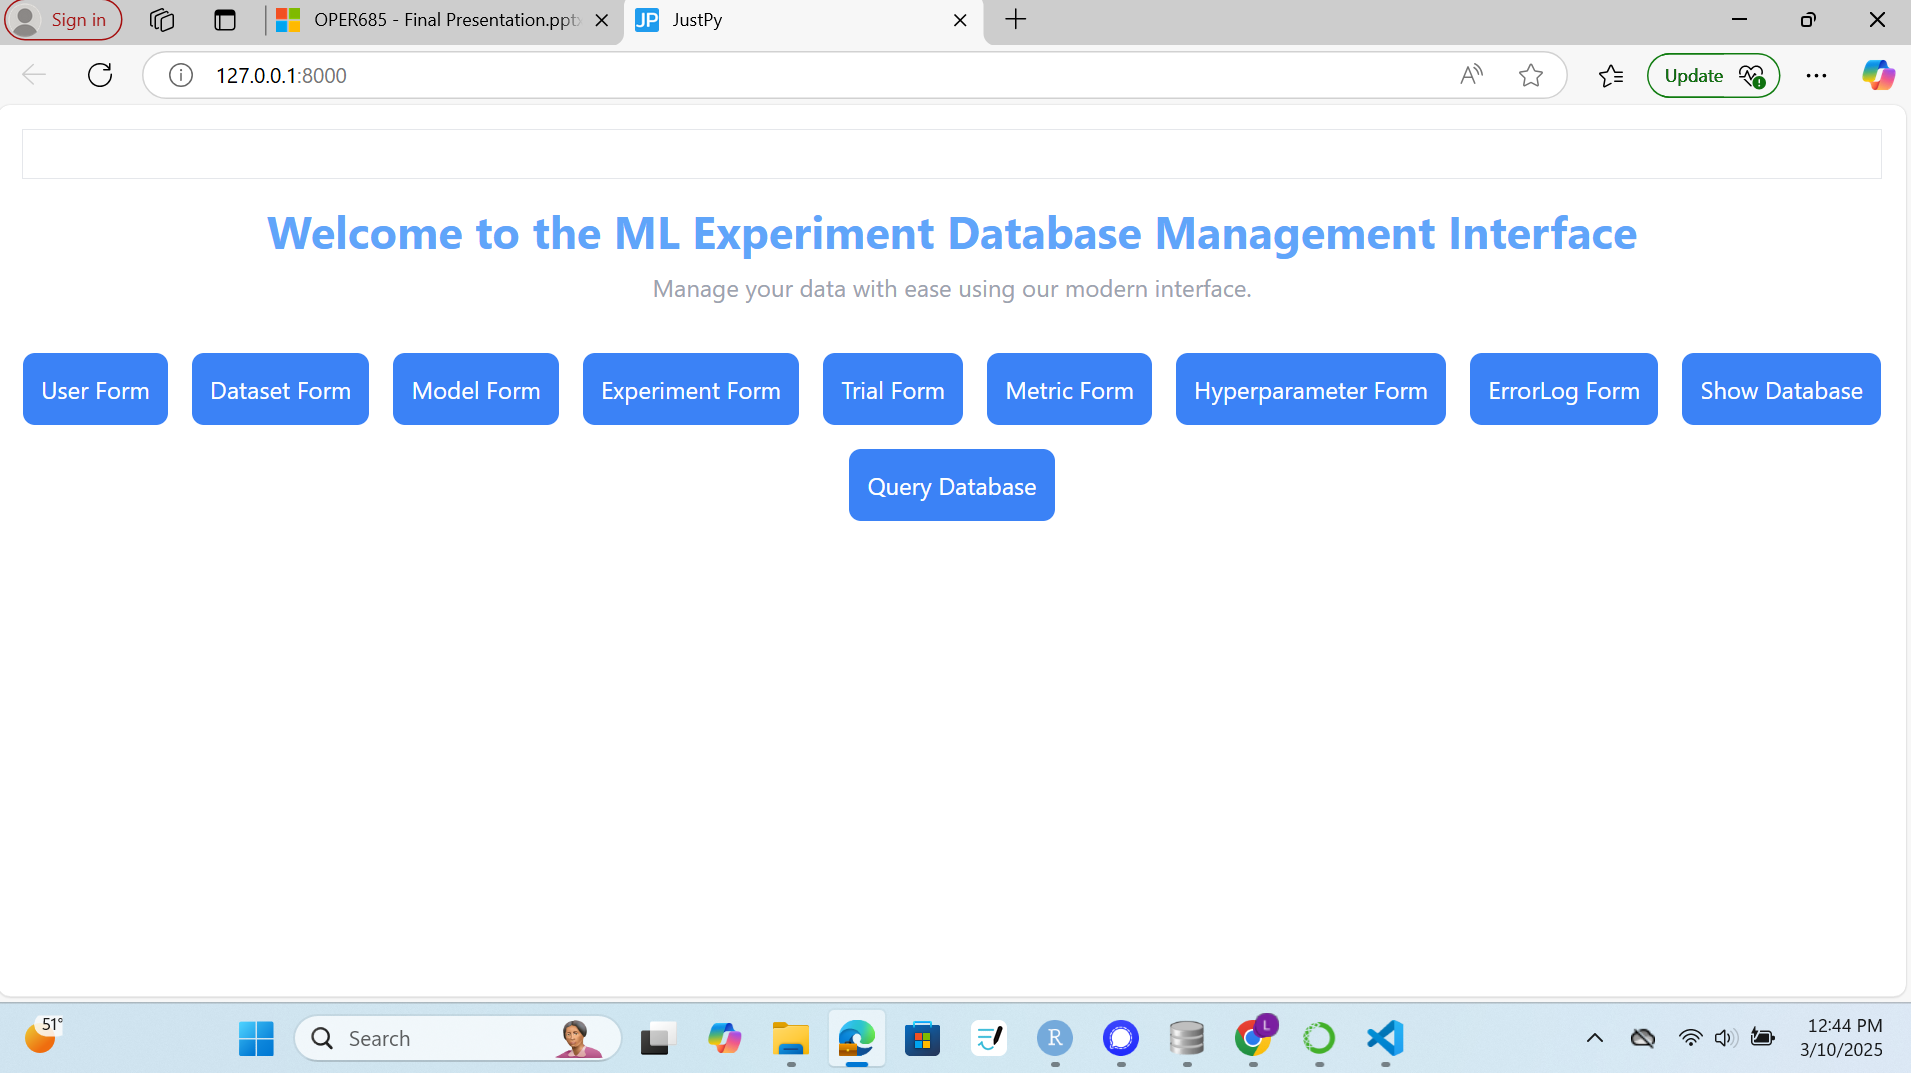 Sign in
OPER685 - Final Presentation.pptx
JP JustPy
127.0.0.1:8000
A
Update
Welcome to the ML Experiment Database Management Interface
Manage your data with ease using our modern interface.
User Form Dataset Form Model Form Experiment Form Trial Form Metric Form Hyperparameter Form ErrorLog Form Show Database
Query Database
51°
Search
R
L
12:44 PM
3/10/2025